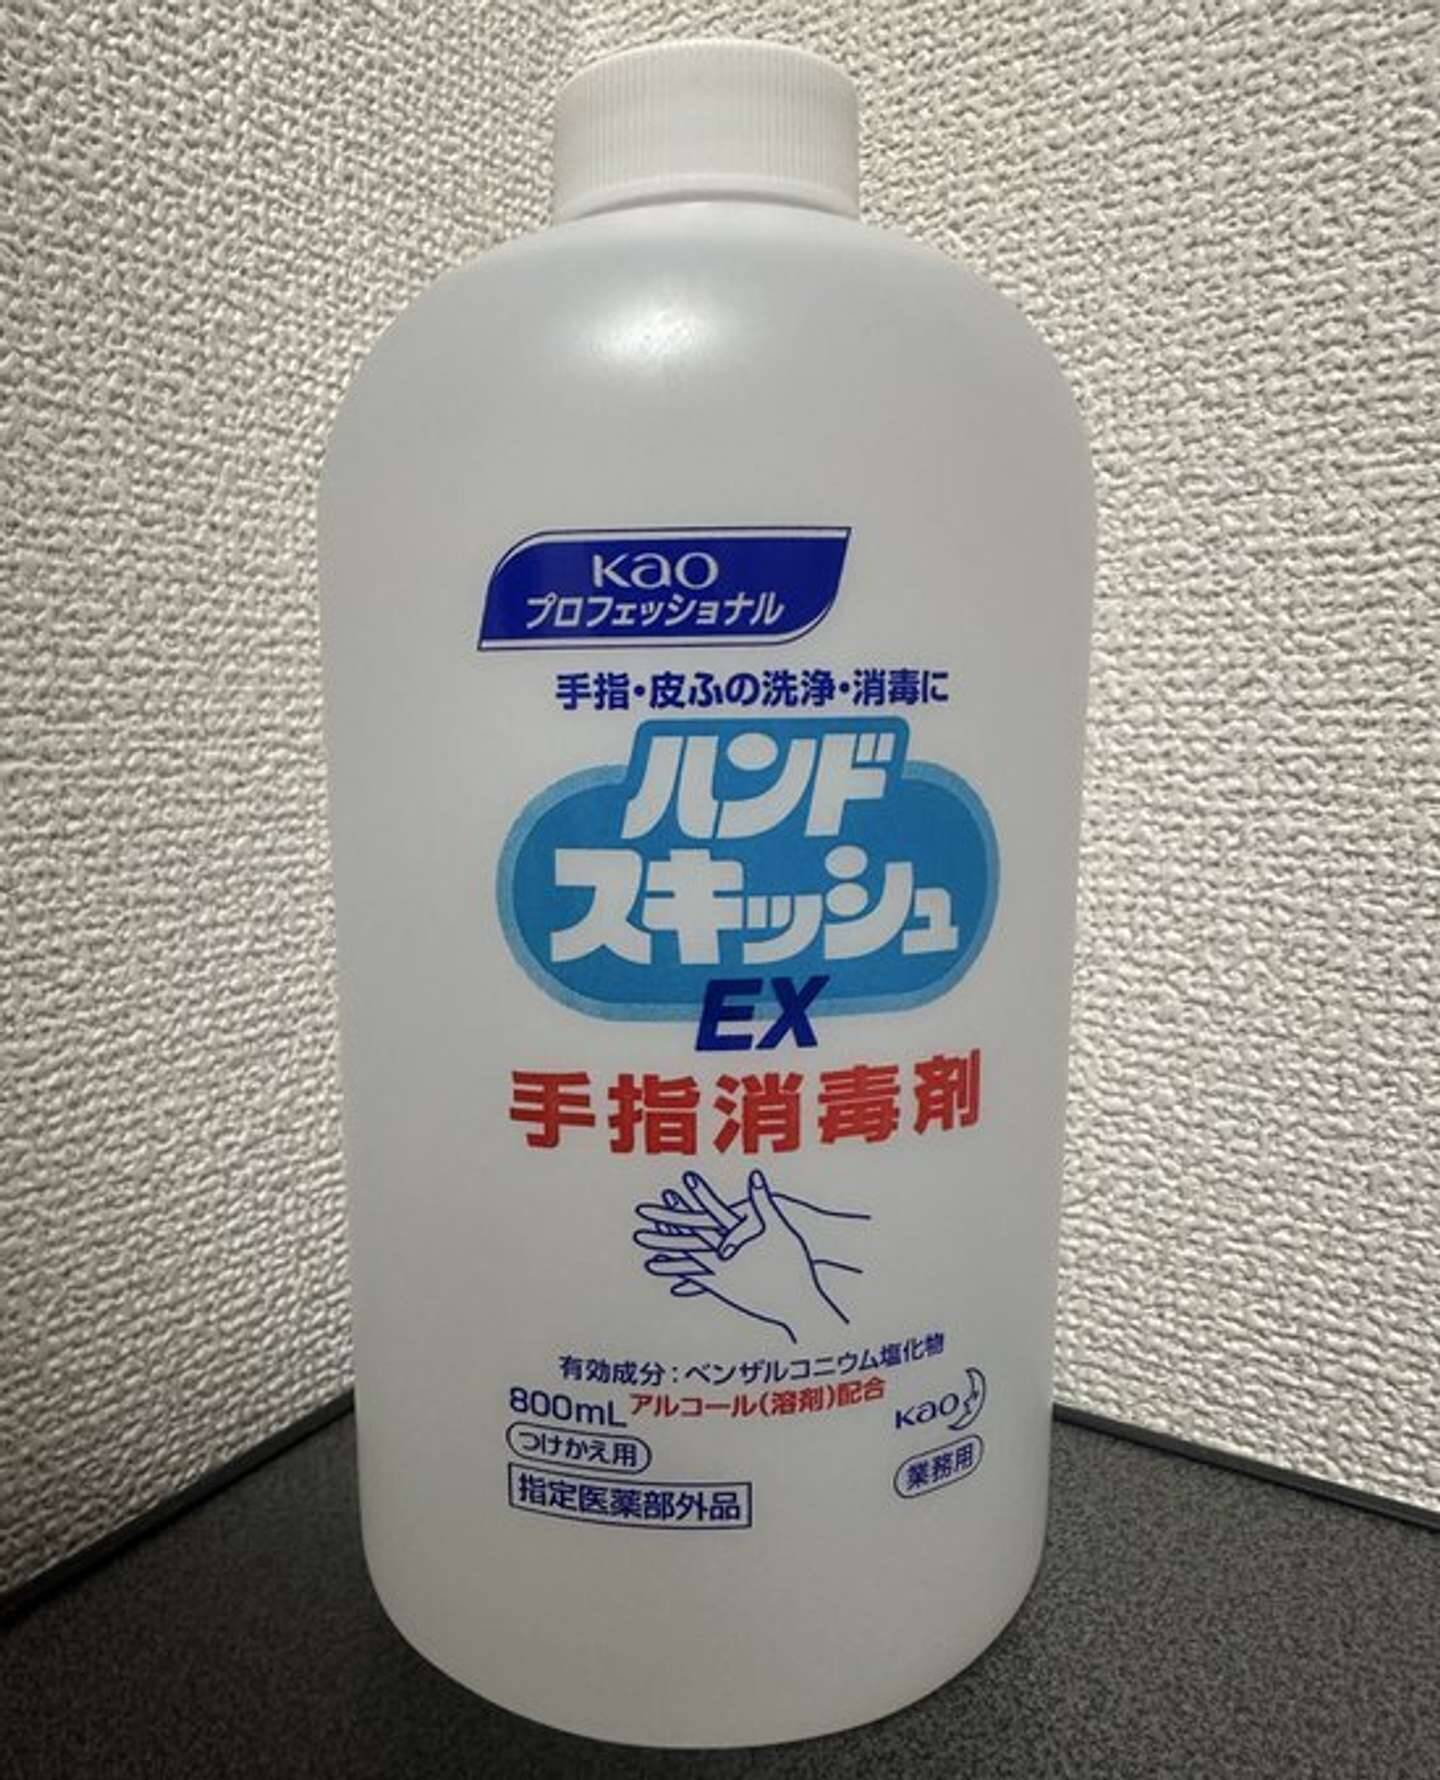 Kao
プロフェッショナル
手指・皮ふの洗浄・消毒に
ハンド
スキッシュ
EX
手指消毒剤
有効成分：ベンザルコニウム塩化物
800mL アルコール（溶剤）配合
つけかえ用
Kao
業務用
指定医薬部外品